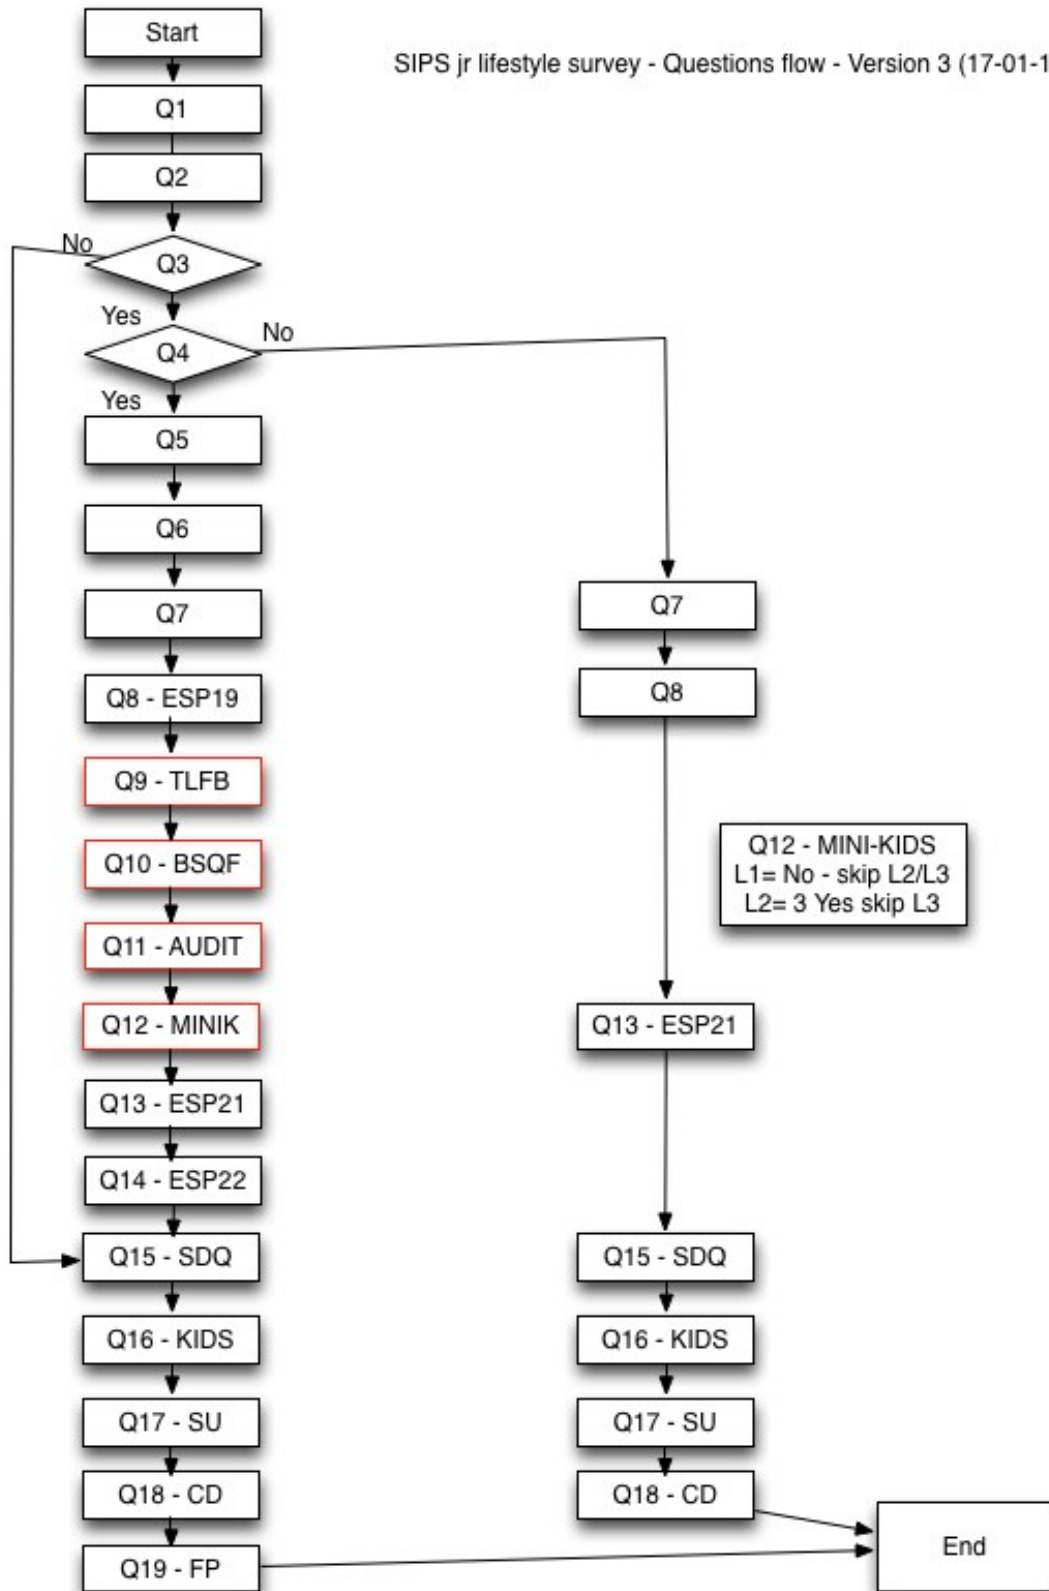 Start
SIPS jr lifestyle survey - Questions flow - Version 3 (17-01-1
Q1
Q2
No
Q3
Yes
No
Q4
Yes
Q5
Q6
Q7
Q8 - ESP19
Q9 - TLFB
Q10 - BSQF
Q11 - AUDIT
Q12 - MINIK
Q13 - ESP21
Q14 - ESP22
Q15 - SDQ
Q16 - KIDS
Q17 - SU
Q18 - CD
Q19 - FP
Q7
Q8
Q12 - MINI-KIDS
L1= No - skip L2/L3
L2= 3 Yes skip L3
Q13 - ESP21
Q15 - SDQ
Q16 - KIDS
Q17 - SU
Q18 - CD
End